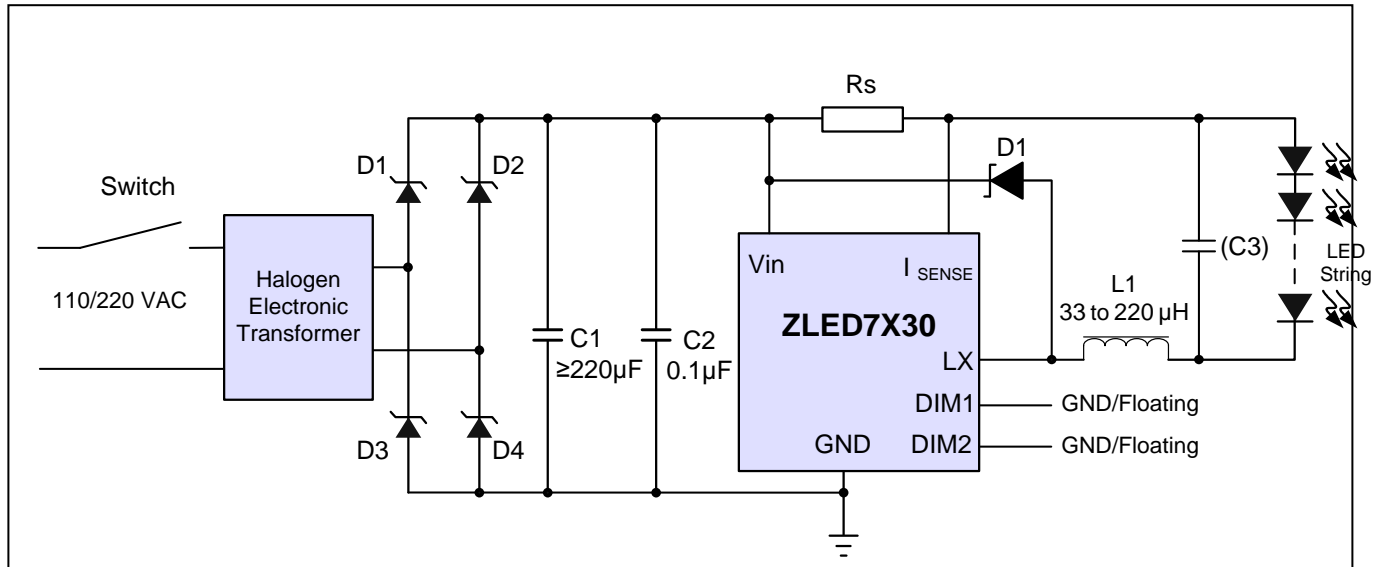 Rs
D1
D2
D1
Switch
Halogen
Electronic
Transformer
110/220 VAC
C1
≥220µF
C2
0.1µF
Vin
I SENSE
ZLED7X30
LX
DIM1
DIM2
GND
L1
33 to 220 µH
(C3)
LED
String
GND/Floating
GND/Floating
D3
D4